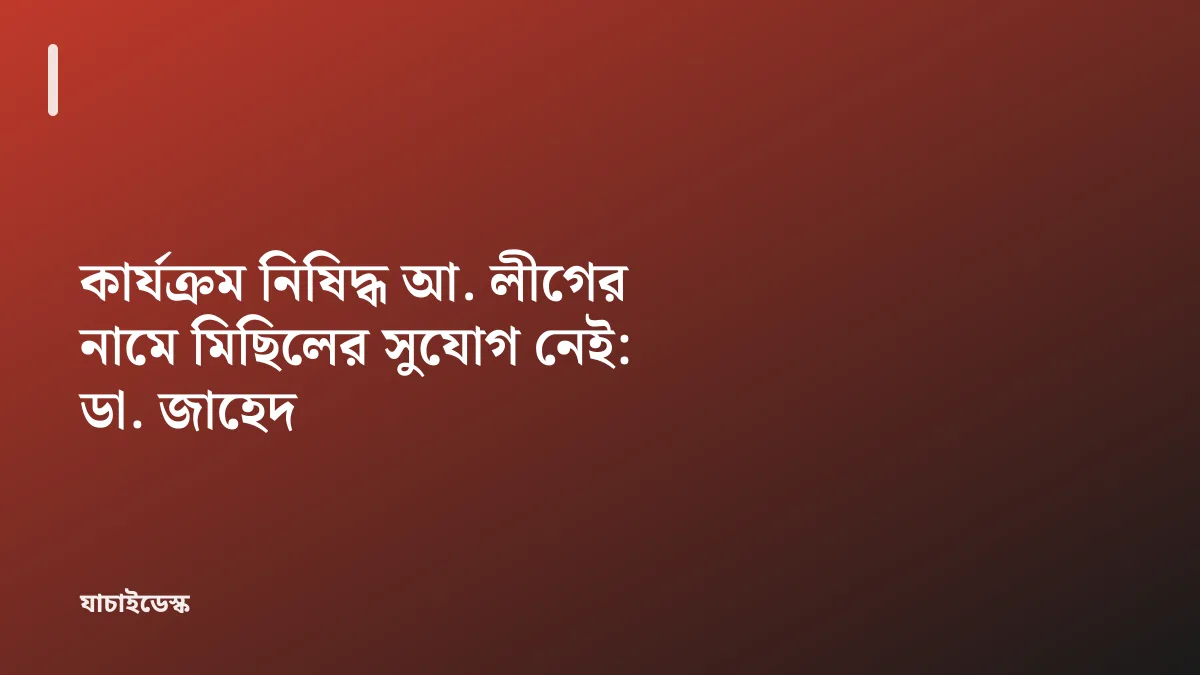 কার্যক্রম নিষিদ্ধ আ. লীগের
নামে মিছিলের সুযোগ নেই:
ডা. জাহেদ
যাচাইডেস্ক